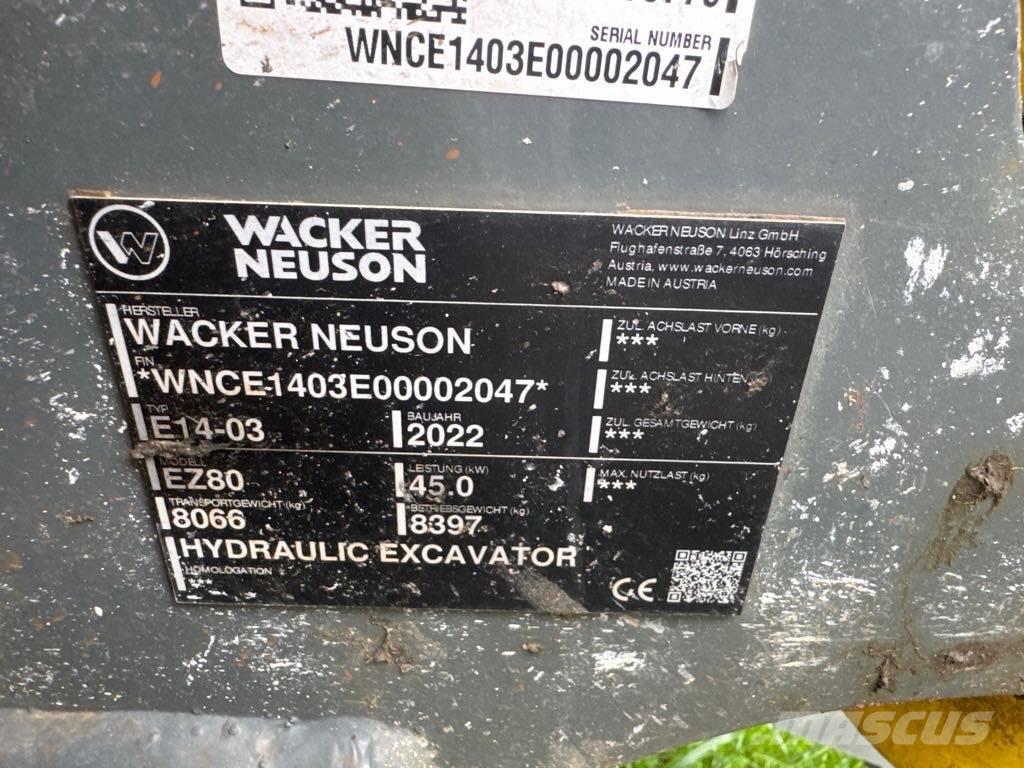 SERIAL NUMBER
WNCE1403E00002047
W
WACKER
NEUSON
WACKER NEUSON Linz GmbH
Flughafenstraße 7, 4063 Hörsching
Austria, www.wackerneuson.com
MADE IN AUSTRIA
HERSTELLER
WACKER NEUSON
FIN
*WNCE1403E00002047*
TYP
E14-03
BAUJAHR
2022
MODELL
EZ80
LEISTUNG (kW)
45.0
TRANSPORTGEWICHT (kg)
8066
BETRIEBSGEWICHT (kg)
8397
HYDRAULIC EXCAVATOR
HOMOLOGATION
***
ZUL. ACHSLAST VORNE (kg)
***
ZUL. ACHSLAST HINTEN
***
ZUL. GESAMTGEWICHT (kg)
***
MAX. NUTZLAST (kg)
***
CE
MASCUS